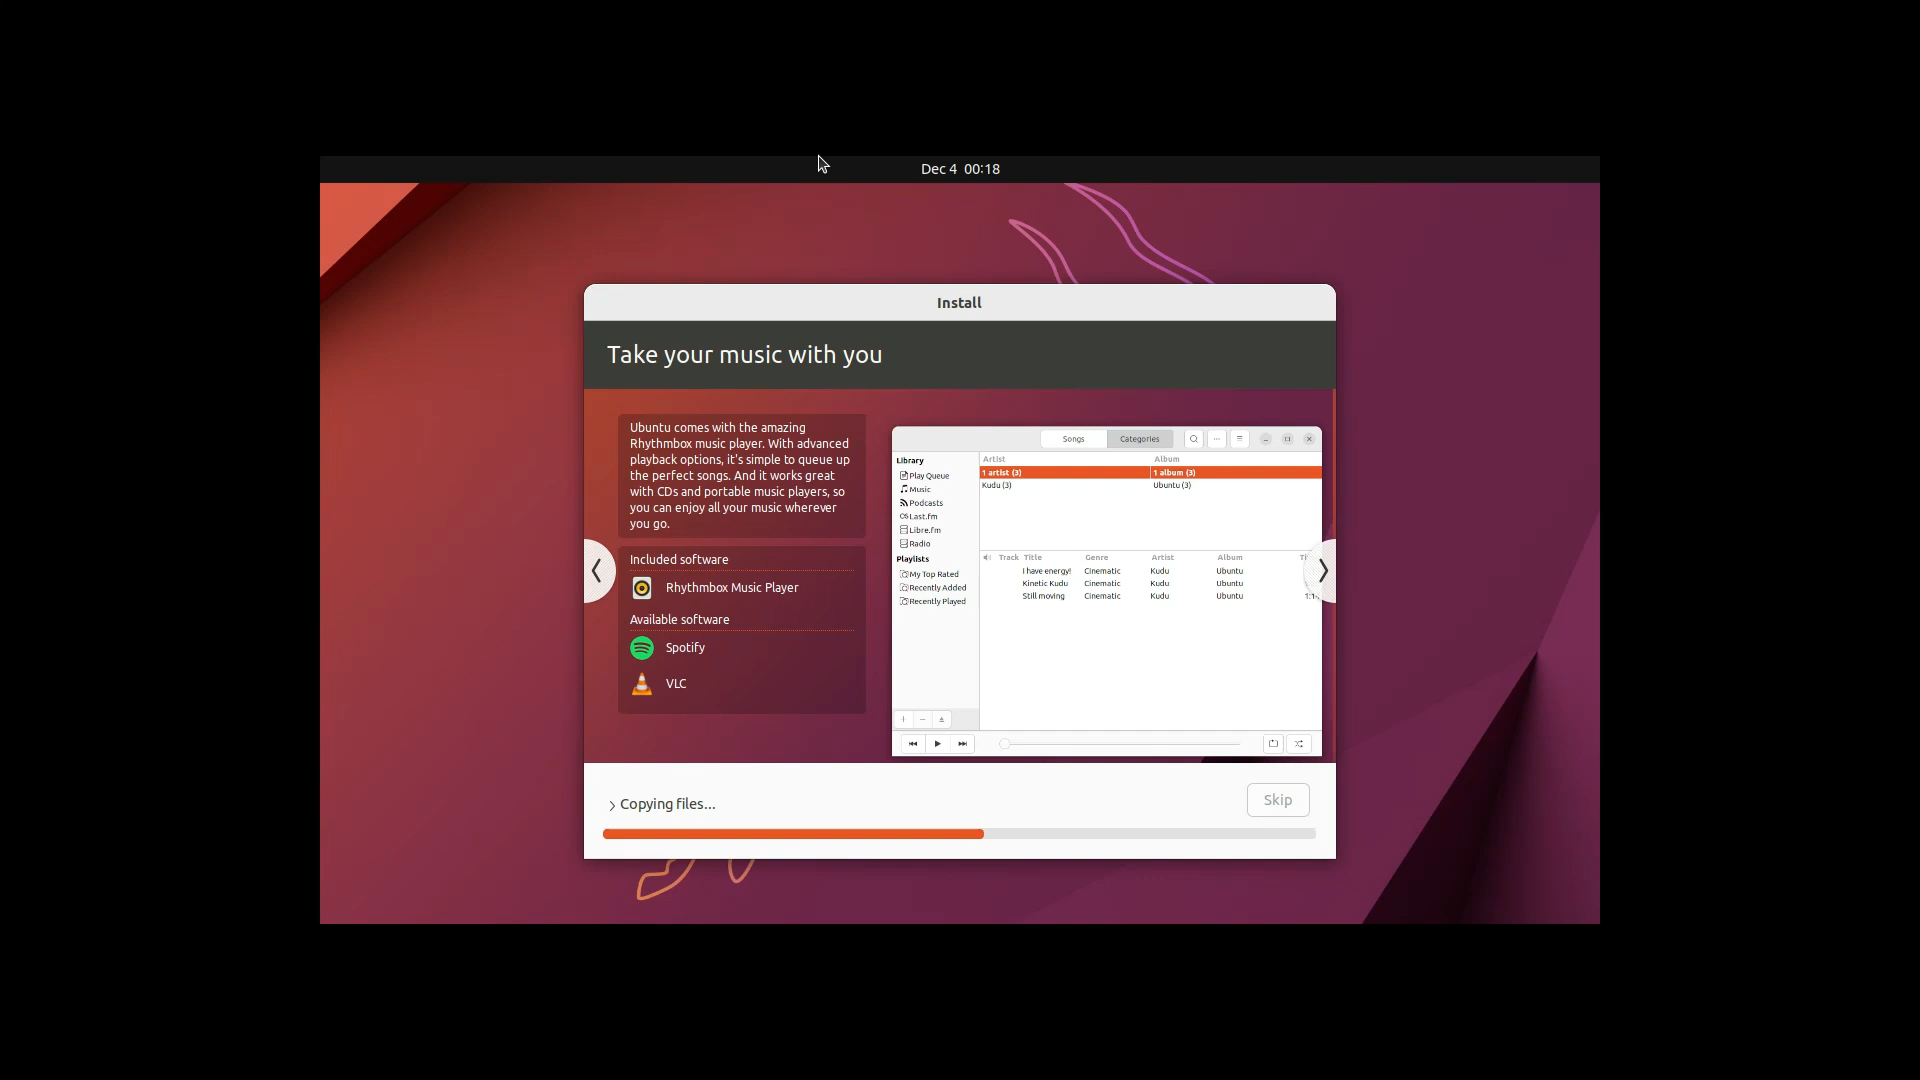 Dec 4 00:18
Install
Take your music with you
Ubuntu comes with the amazing
Rhythmbox music player. With advanced
playback options, it's simple to queue up
the perfect songs. And it works great
with CDs and portable music players, so
you can enjoy all your music wherever
you go.
Included software
Rhythmbox Music Player
Available software
Spotify
VLC
Songs Categories
Library
Play Queue
Music
Podcasts
Last.fm
Libre.fm
Radio
Playlists
My Top Rated
Recently Added
Recently Played
Artist Album
1 artist (3) 1 album (3)
Kudu (3) Ubuntu (3)
Track Title Genre Artist Album
I have energy! Cinematic Kudu Ubuntu
Kinetic Kudu Cinematic Kudu Ubuntu
Still moving Cinematic Kudu Ubuntu
Copying files...
Skip